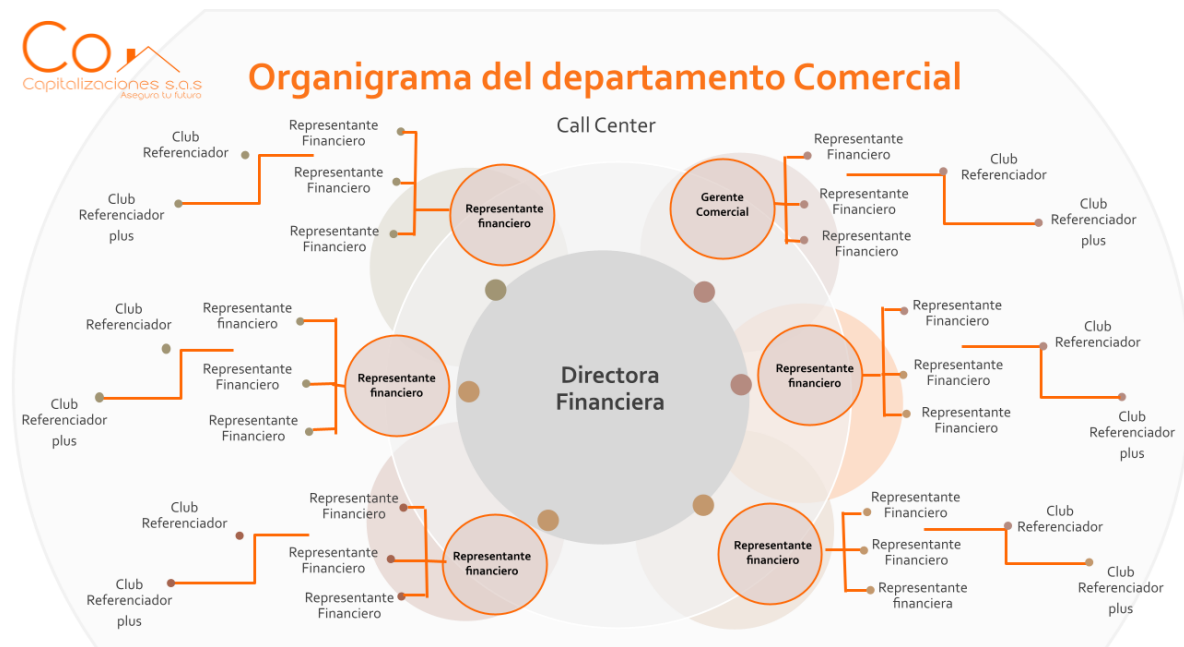 Co
Capitalizaciones s.a.s
Aseguro tu futuro
Organigrama del departamento Comercial
Call Center
Club
Referenciador
Club
Referenciador
plus
Representante
Financiero
Representante
Financiero
Representante
Financiero
Representante
financiero
Gerente
Comercial
Representante
Financiero
Representante
Financiero
Representante
Financiero
Club
Referenciador
Club
Referenciador
plus
Club
Referenciador
Club
Referenciador
plus
Representante
financiero
Representante
Financiero
Representante
Financiero
Representante
financiero
Directora
Financiera
Representante
financiero
Representante
Financiero
Representante
Financiero
Representante
Financiero
Club
Referenciador
Club
Referenciador
plus
Club
Referenciador
Club
Referenciador
plus
Representante
Financiero
Representante
Financiero
Representante
Financiero
Representante
financiero
Representante
financiero
Representante
Financiero
Representante
Financiero
Representante
financiera
Club
Referenciador
Club
Referenciador
plus